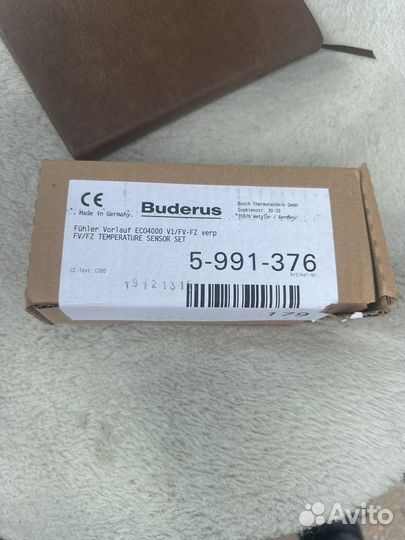 CE
Made in Germany
Buderus
Bosch Thermotechnik GmbH
Sophienstr. 30-32
35576 Wetzlar / Germany
Fühler Vorlauf ECO4000 V1/FV-FZ verp
FV/FZ TEMPERATURE SENSOR SET
5-991-376
Artikel-Nr.
CE-Text: C080
179
Avito